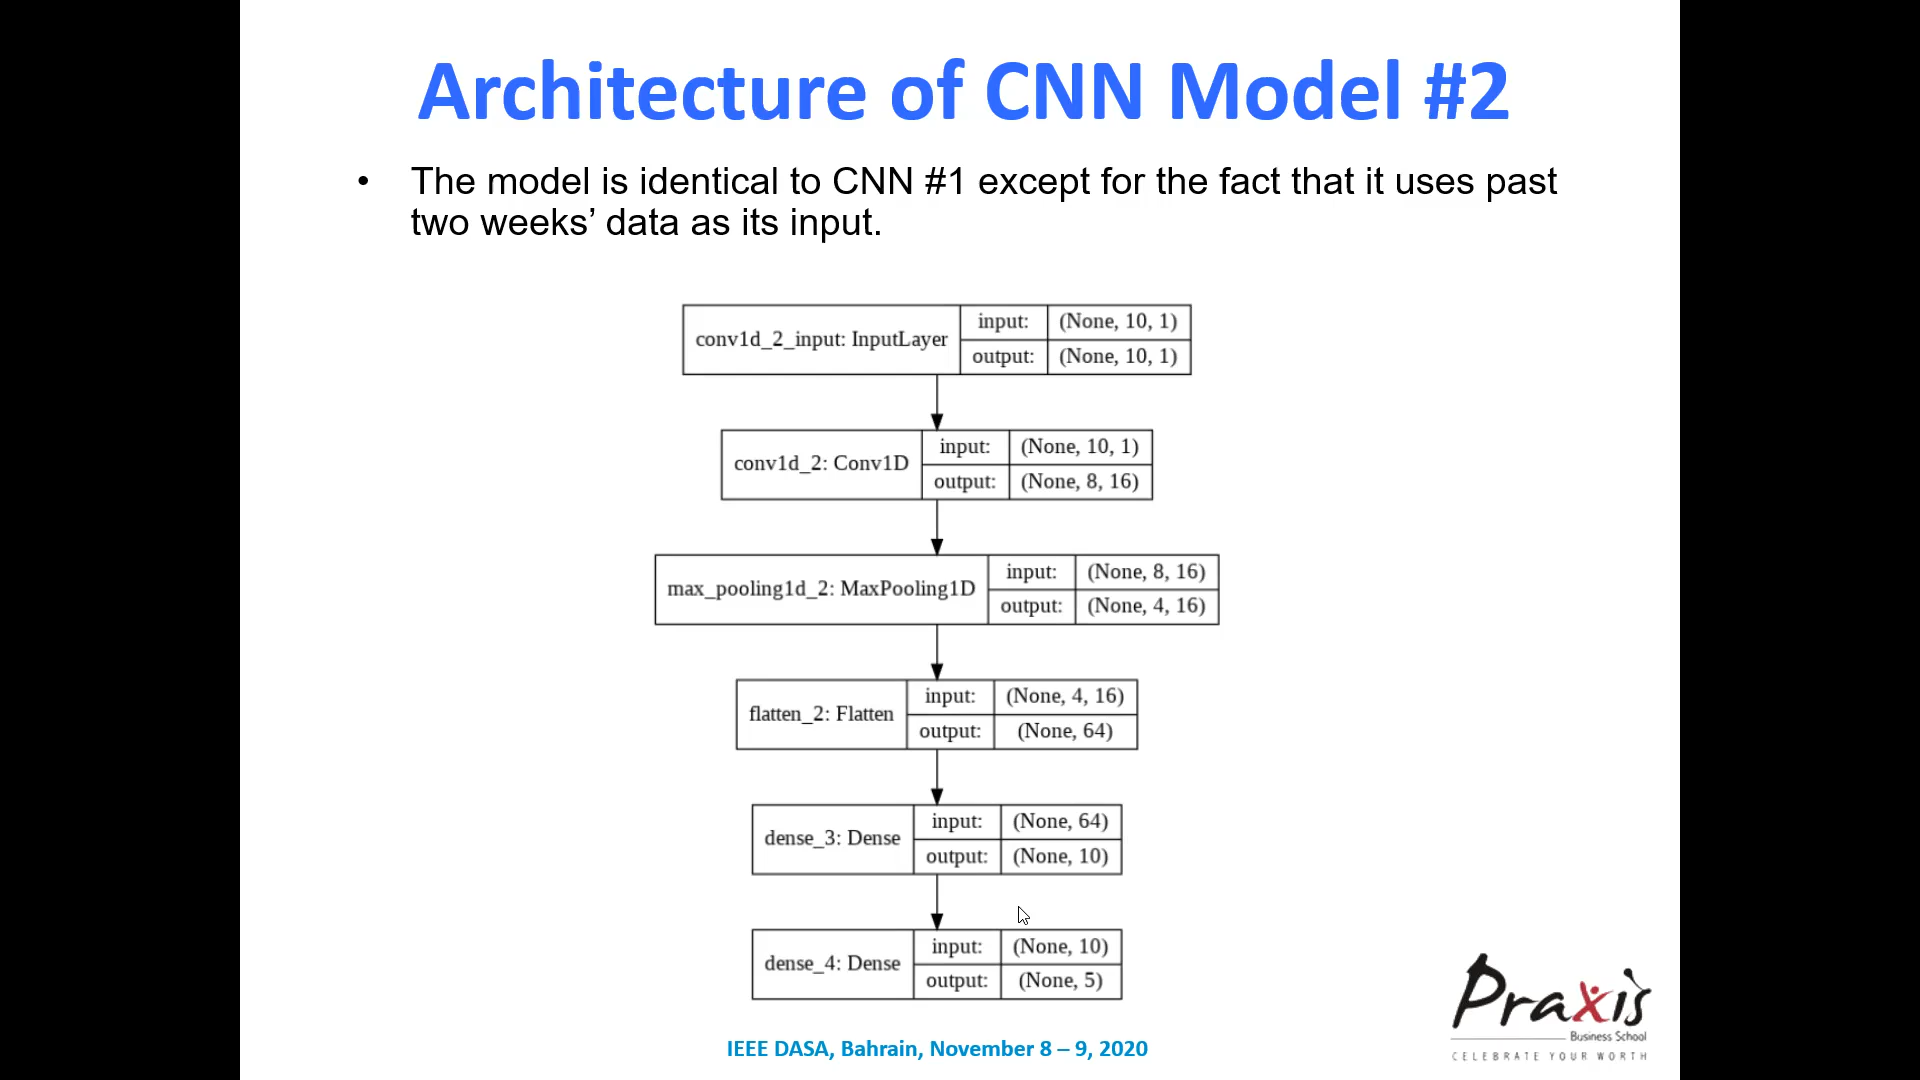 Architecture of CNN Model #2
• The model is identical to CNN #1 except for the fact that it uses past
two weeks’ data as its input.
conv1d_2_input: InputLayer
input: (None, 10, 1)
output: (None, 10, 1)
conv1d_2: Conv1D
input: (None, 10, 1)
output: (None, 8, 16)
max_pooling1d_2: MaxPooling1D
input: (None, 8, 16)
output: (None, 4, 16)
flatten_2: Flatten
input: (None, 4, 16)
output: (None, 64)
dense_3: Dense
input: (None, 64)
output: (None, 10)
dense_4: Dense
input: (None, 10)
output: (None, 5)
IEEE DASA, Bahrain, November 8 – 9, 2020
Praxis
Business School
CELEBRATE YOUR WORTH